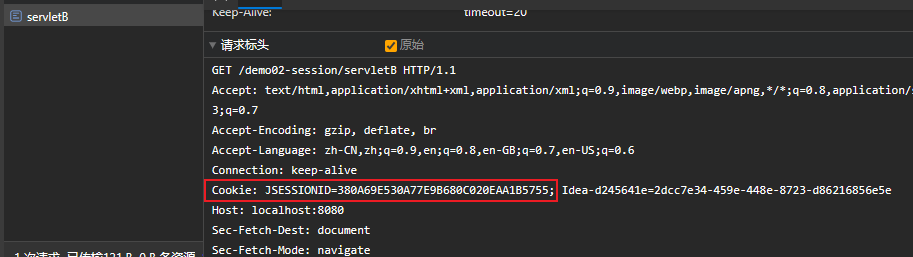 servletB
Keep-Alive: timeout=20
请求标头 原始
GET /demo02-session/servletB HTTP/1.1
Accept: text/html,application/xhtml+xml,application/xml;q=0.9,image/webp,image/apng,*/*;q=0.8,application/s
3;q=0.7
Accept-Encoding: gzip, deflate, br
Accept-Language: zh-CN,zh;q=0.9,en;q=0.8,en-GB;q=0.7,en-US;q=0.6
Connection: keep-alive
Cookie: JSESSIONID=380A69E530A77E9B680C020EAA1B5755; Idea-d245641e=2dcc7e34-459e-448e-8723-d86216856e5e
Host: localhost:8080
Sec-Fetch-Dest: document
Sec-Fetch-Mode: navigate
1 次请求 已传输121 B 0 B 条资源